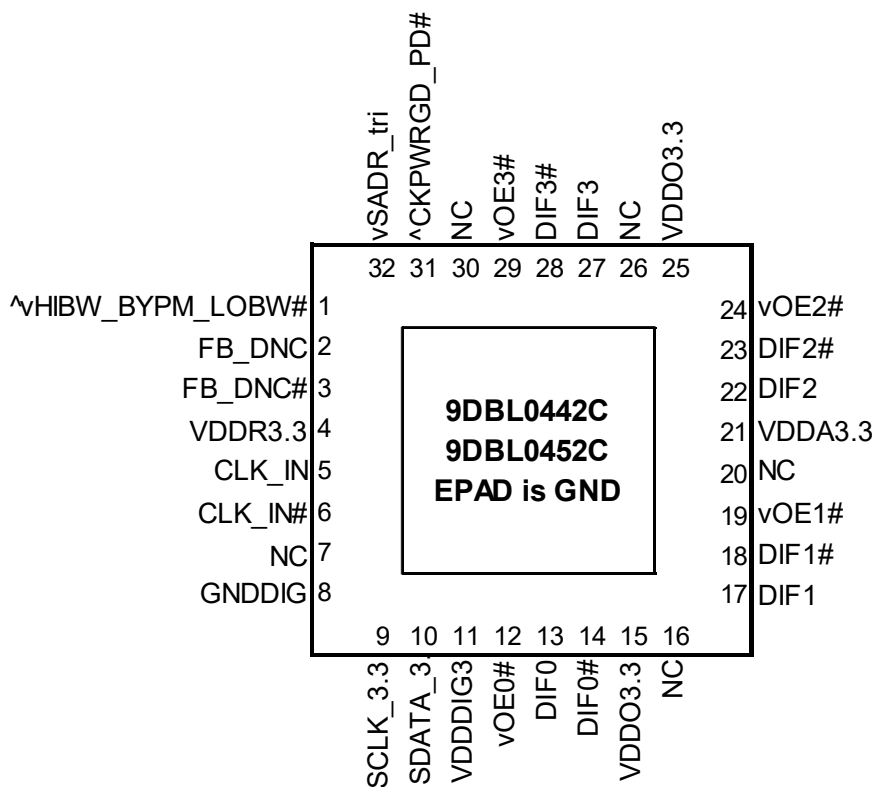 vSADR_tri
^CKPWRGD_PD#
NC
vOE3#
DIF3#
DIF3
NC
VDDO3.3
32 31 30 29 28 27 26 25
^vHIBW_BYPM_LOBW# 1
FB_DNC 2
FB_DNC# 3
VDDR3.3 4
CLK_IN 5
CLK_IN# 6
NC 7
GNDDIG 8
9DBL0442C
9DBL0452C
EPAD is GND
24 vOE2#
23 DIF2#
22 DIF2
21 VDDA3.3
20 NC
19 vOE1#
18 DIF1#
17 DIF1
9 10 11 12 13 14 15 16
SCLK_3.3
SDATA_3.
VDDDIG3
vOE0#
DIF0
DIF0#
VDDO3.3
NC